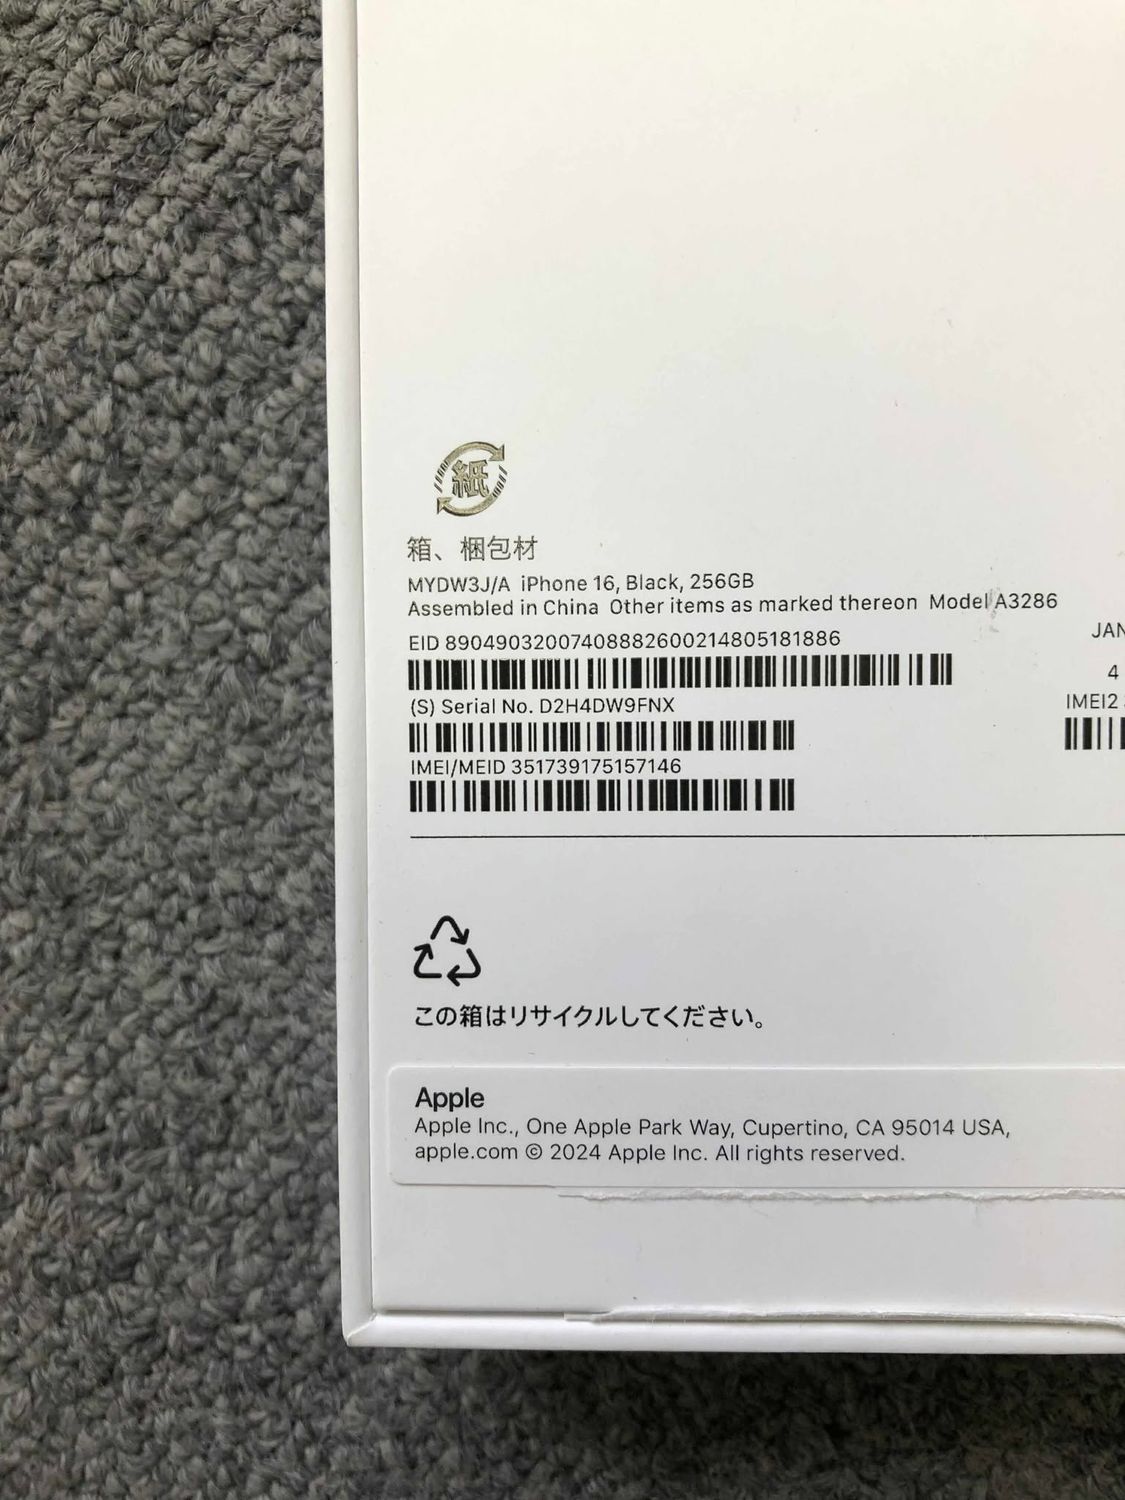 紙
箱、梱包材
MYDW3J/A iPhone 16, Black, 256GB
Assembled in China Other items as marked thereon Model A3286
EID 89049032007408882600214805181886
JAN
4
(S) Serial No. D2H4DW9FNX
IMEI2
IMEI/MEID 351739175157146
この箱はリサイクルしてください。
Apple
Apple Inc., One Apple Park Way, Cupertino, CA 95014 USA,
apple.com © 2024 Apple Inc. All rights reserved.